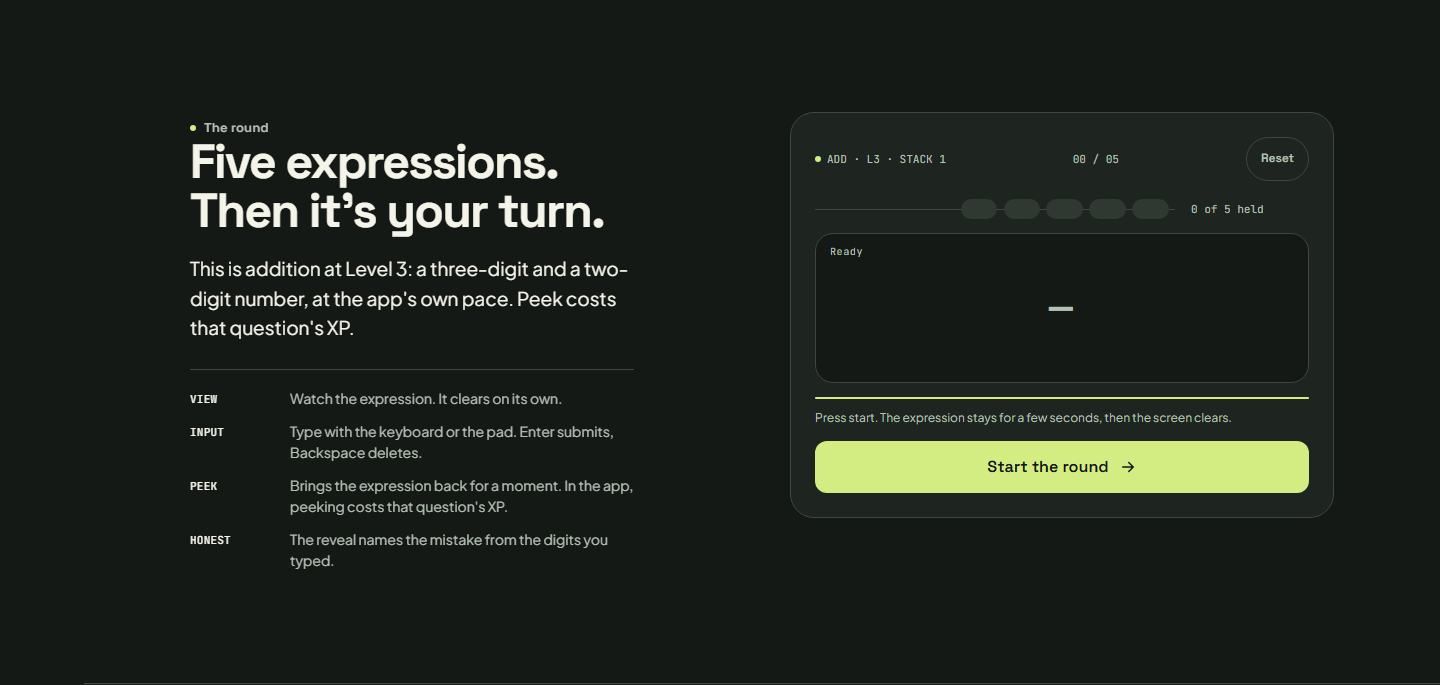 The round
Five expressions.
Then it’s your turn.
This is addition at Level 3: a three-digit and a two-
digit number, at the app's own pace. Peek costs
that question's XP.
VIEW
Watch the expression. It clears on its own.
INPUT
Type with the keyboard or the pad. Enter submits,
Backspace deletes.
PEEK
Brings the expression back for a moment. In the app,
peeking costs that question's XP.
HONEST
The reveal names the mistake from the digits you
typed.
ADD · L3 · STACK 1
00 / 05
Reset
0 of 5 held
Ready
—
Press start. The expression stays for a few seconds, then the screen clears.
Start the round →